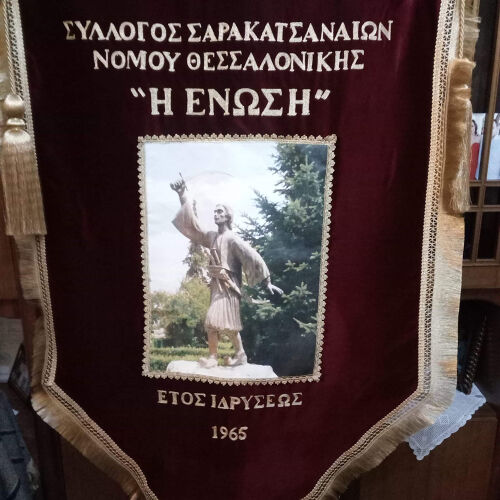 ΣΥΛΛΟΓΟΣ ΣΑΡΑΚΑΤΣΑΝΑΙΩΝ
ΝΟΜΟΥ ΘΕΣΣΑΛΟΝΙΚΗΣ
"Η ΕΝΩΣΗ"
ΕΤΟΣ ΙΔΡΥΣΕΩΣ
1965